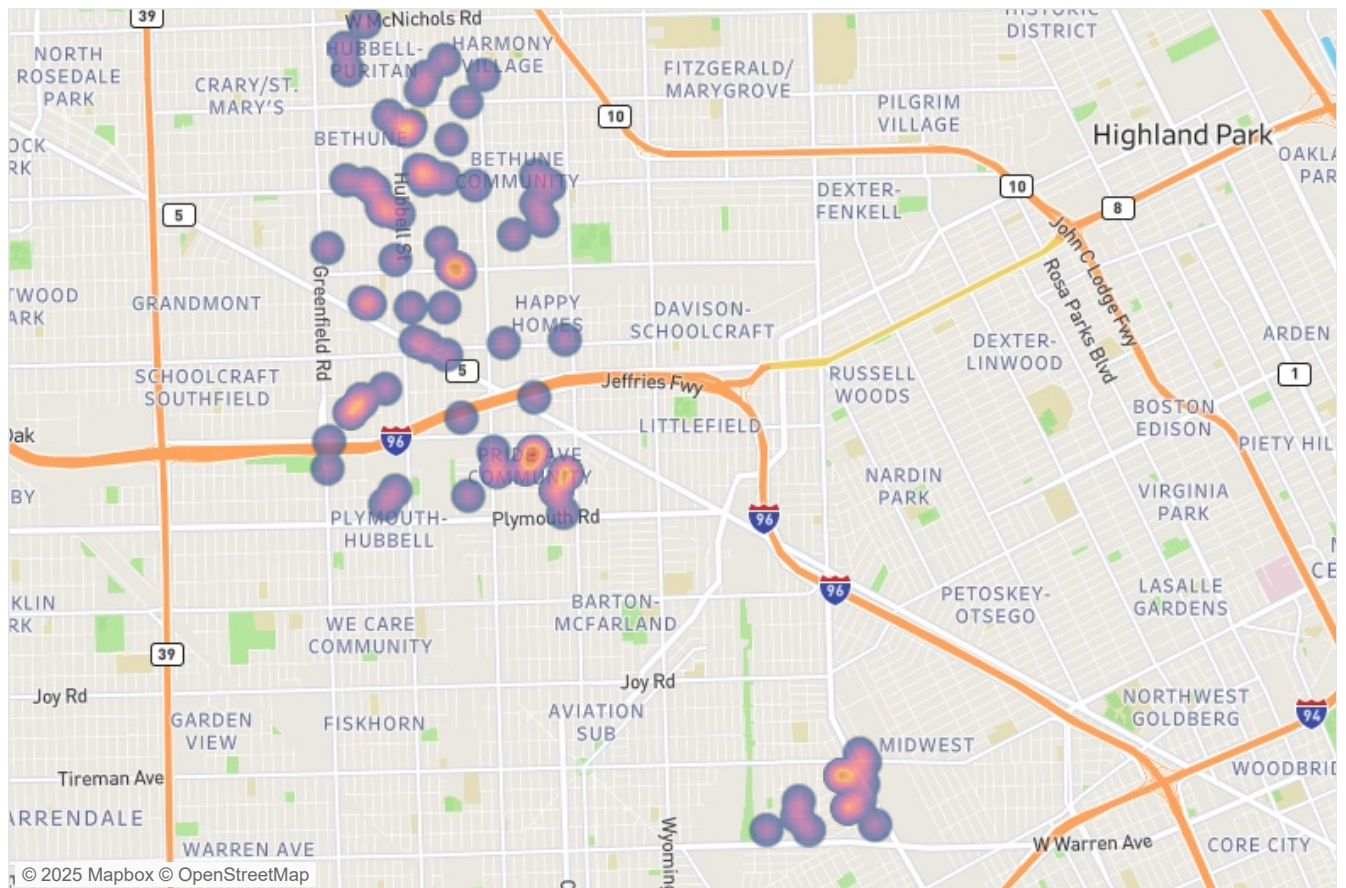 39
W McNichols Rd
HISTORIC
DISTRICT
NORTH
ROSEDALE
PARK
HUBBELL-
PURITAN
HARMONY
VILLAGE
CRARY/ST.
MARY'S
FITZGERALD/
MARYGROVE
PILGRIM
VILLAGE
10
Highland Park
BETHUNE
BETHUNE
COMMUNITY
OCK
RK
OAKLA
PAR
DEXTER-
FENKELL
10
8
5
Hubbell St
John C Lodge Fwy
Rosa Parks Blvd
Greenfield Rd
TWOOD
ARK
GRANDMONT
HAPPY
HOMES
DAVISON-
SCHOOLCRAFT
DEXTER-
LINWOOD
ARDEN
1
SCHOOLCRAFT
SOUTHFIELD
5
Jeffries Fwy
RUSSELL
WOODS
BOSTON
EDISON
LITTLEFIELD
PIETY HIL
Oak
96
PRIDE AVE
COMMUNITY
NARDIN
PARK
VIRGINIA
PARK
BY
PLYMOUTH-
HUBBELL
Plymouth Rd
96
CE
96
KLIN
RK
WE CARE
COMMUNITY
BARTON-
MCFARLAND
PETOSKEY-
OTSEGO
LASALLE
GARDENS
39
Joy Rd
Joy Rd
GARDEN
VIEW
FISKHORN
AVIATION
SUB
NORTHWEST
GOLDBERG
94
MIDWEST
Tireman Ave
WOODBRID
ARRENDALE
Wyoming
WARREN AVE
W Warren Ave
CORE CITY
© 2025 Mapbox © OpenStreetMap